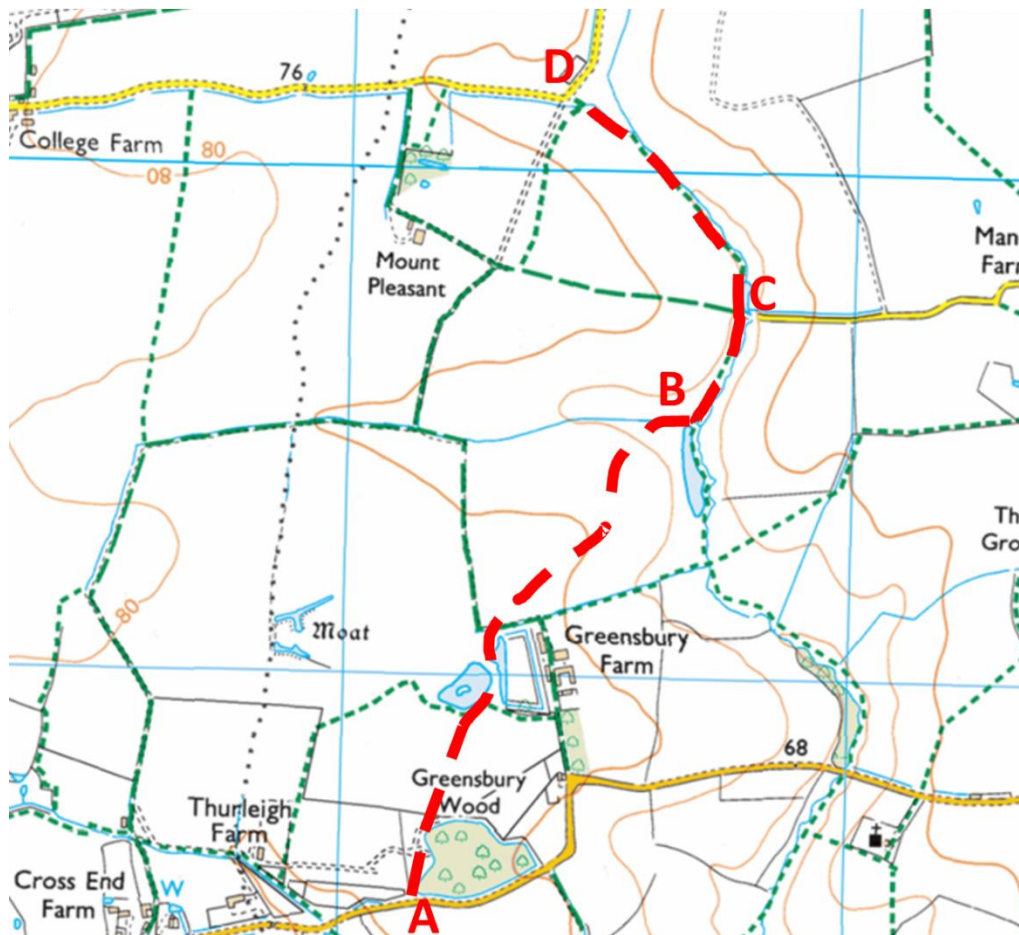 D
76
College Farm
80
80
Man
Farm
Mount
Pleasant
C
B
Th
Gro
80
Moat
Greensbury
Farm
68
Greensbury
Wood
Thurleigh
Farm
Cross End
Farm
W
A